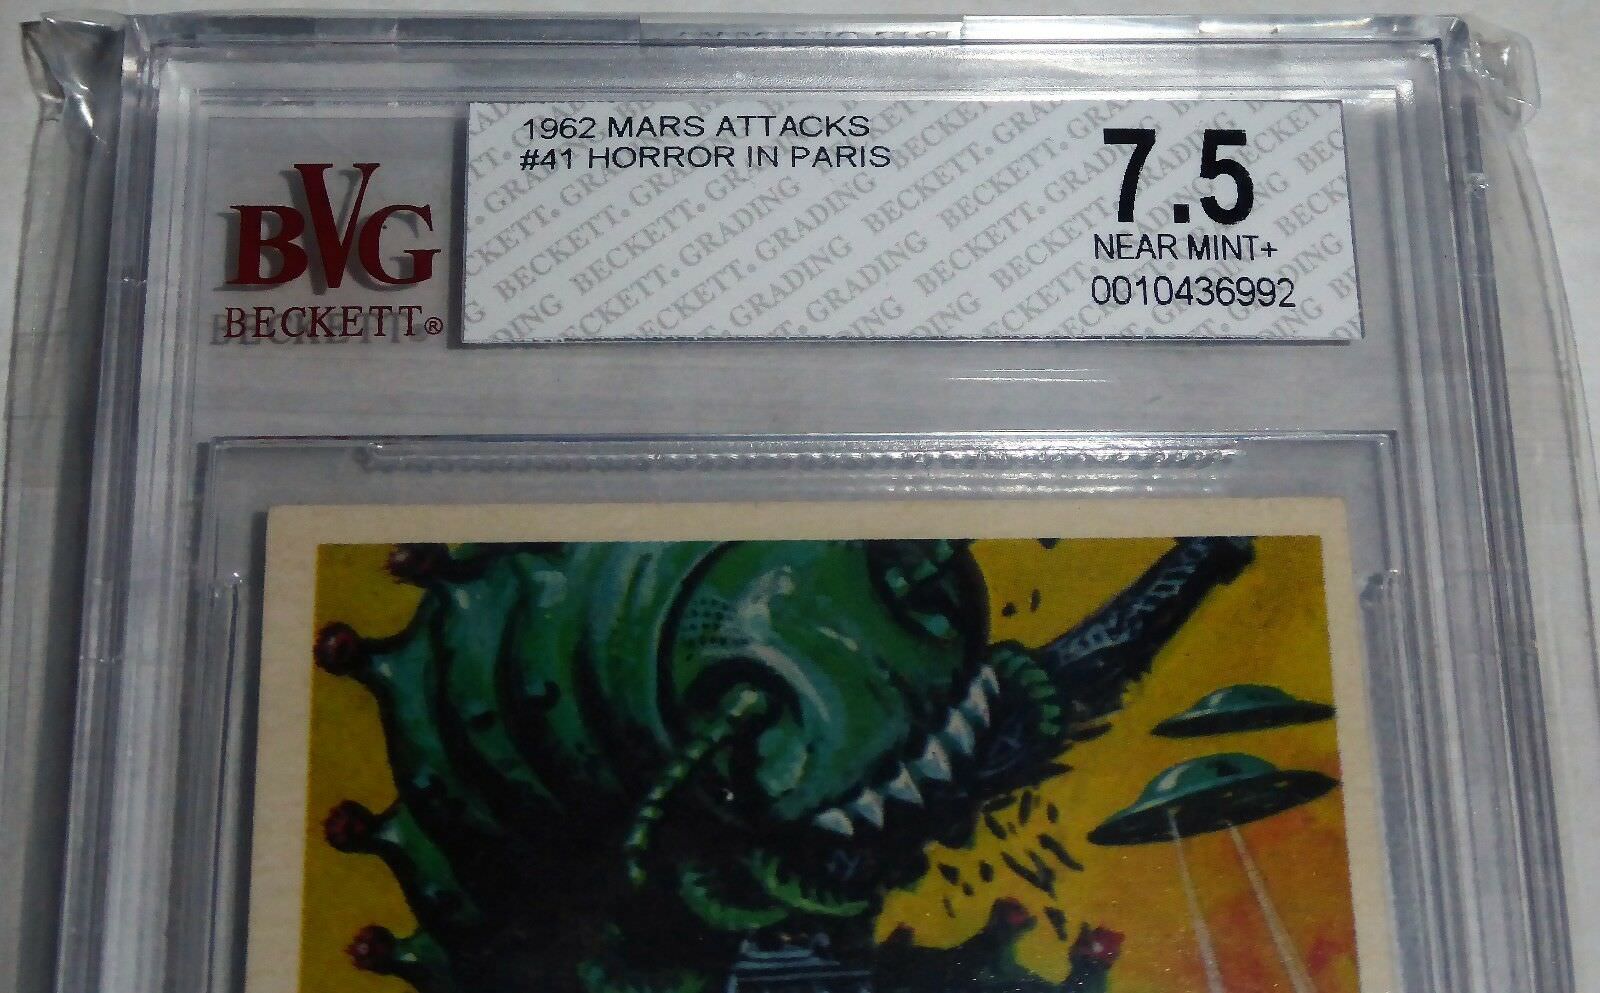 1962 MARS ATTACKS
#41 HORROR IN PARIS
7.5
NEAR MINT+
0010436992
BVG
BECKETT®